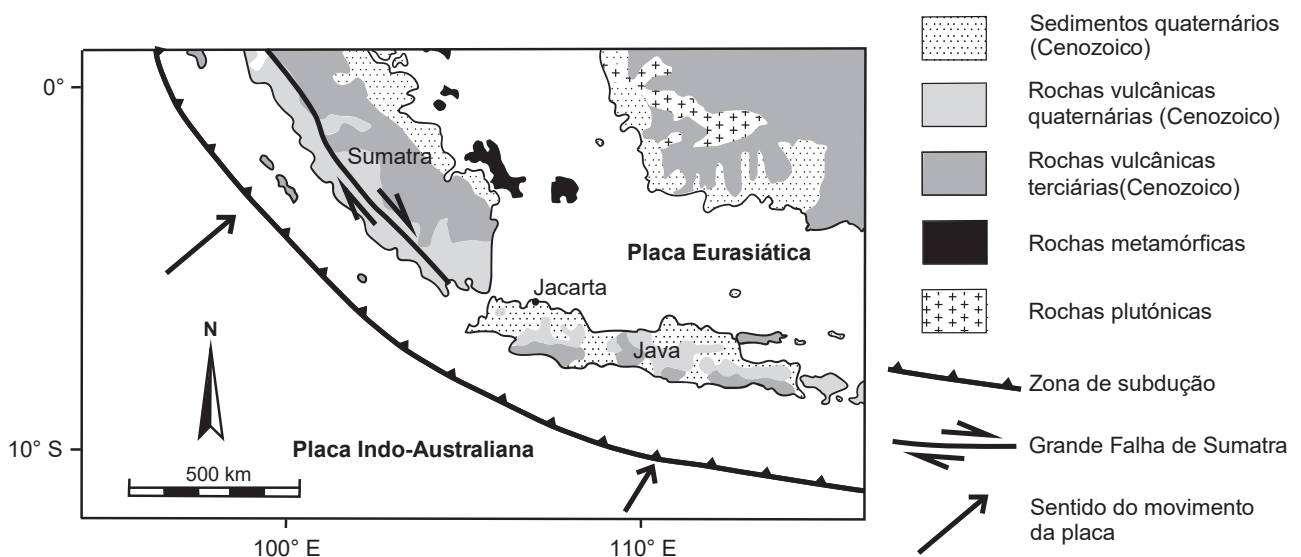 0°
10° S
100° E
110° E
Sumatra
Jacarta
Java
Placa Eurasiática
Placa Indo-Australiana
N
500 km
Sedimentos quaternários
(Cenozoico)
Rochas vulcânicas
quaternárias (Cenozoico)
Rochas vulcânicas
terciárias(Cenozoico)
Rochas metamórficas
Rochas plutónicas
Zona de subdução
Grande Falha de Sumatra
Sentido do movimento
da placa